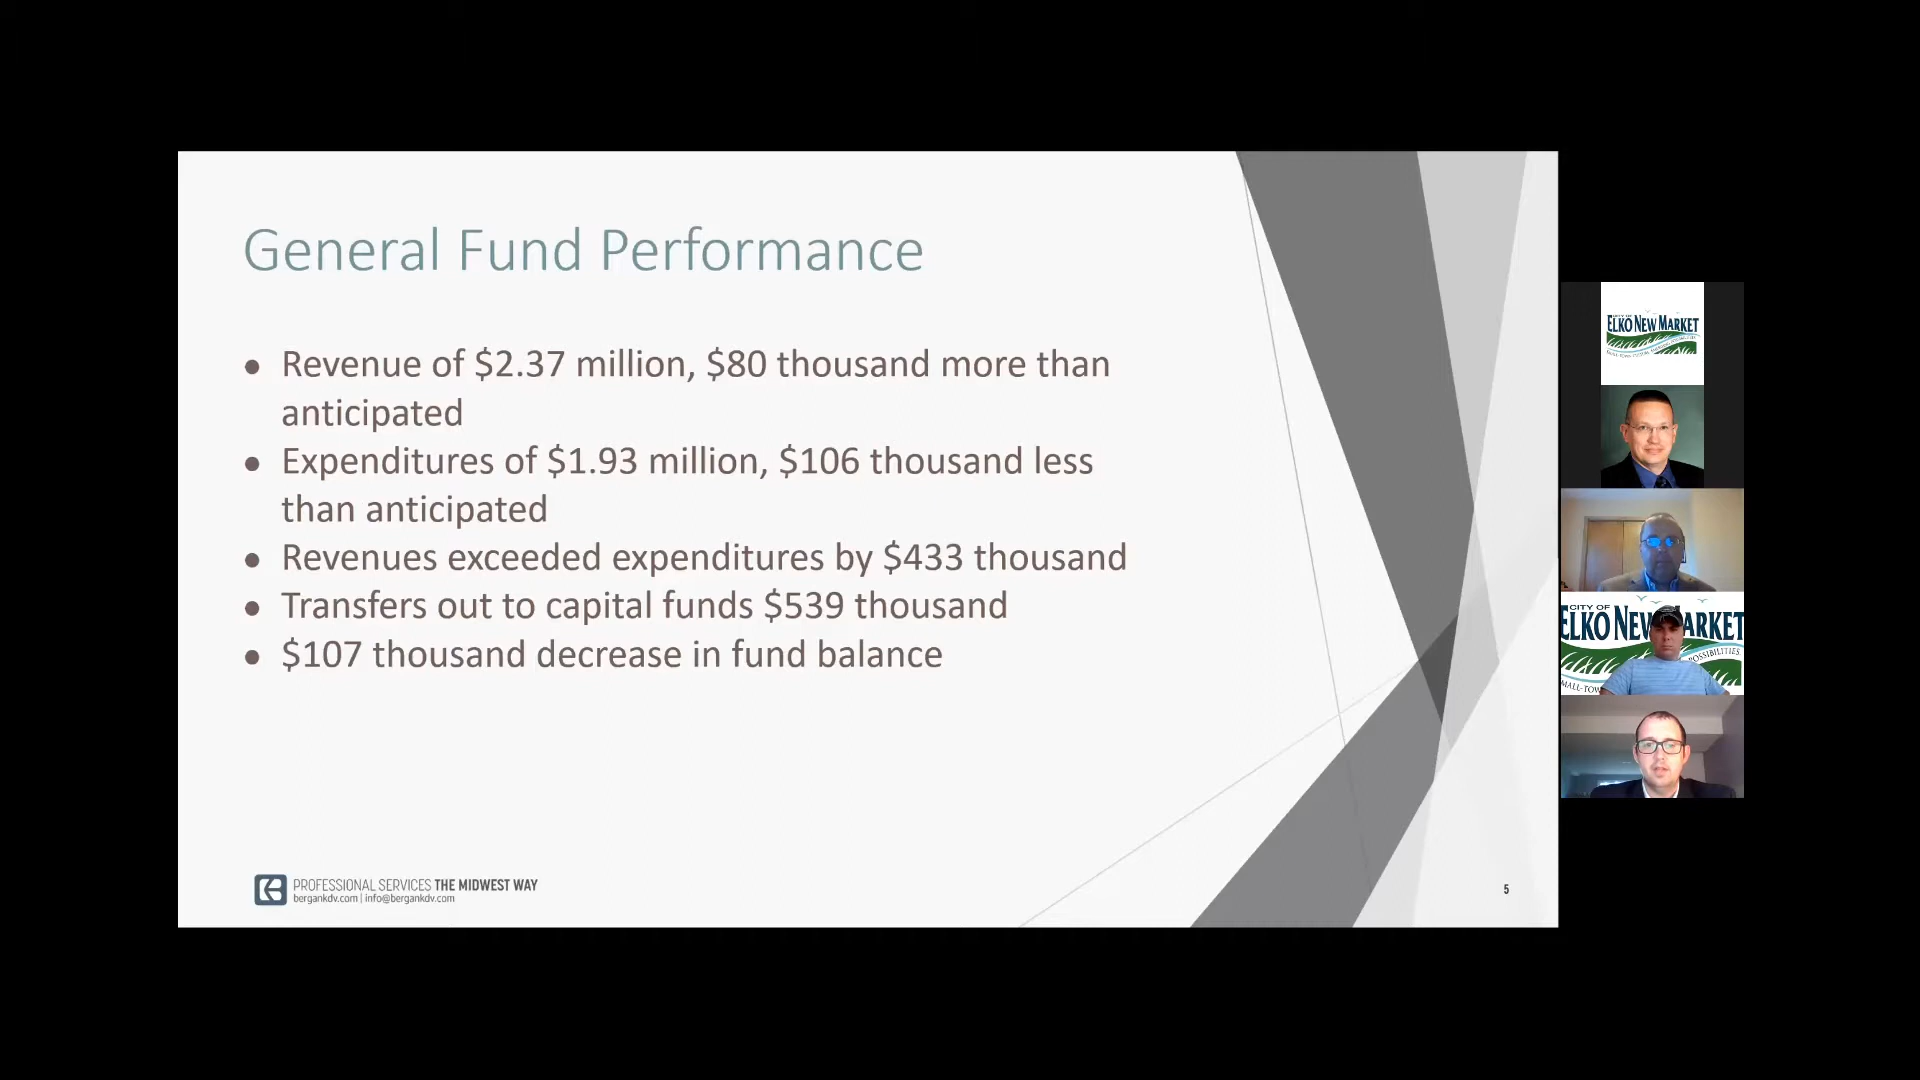 General Fund Performance
• Revenue of $2.37 million, $80 thousand more than
anticipated
• Expenditures of $1.93 million, $106 thousand less
than anticipated
• Revenues exceeded expenditures by $433 thousand
• Transfers out to capital funds $539 thousand
• $107 thousand decrease in fund balance
PROFESSIONAL SERVICES THE MIDWEST WAY
bergankdv.com | info@bergankdv.com
5
CITY OF
ELKO NEW MARKET
CITY OF
ELKO NEW MARKET
POSSIBILITIES